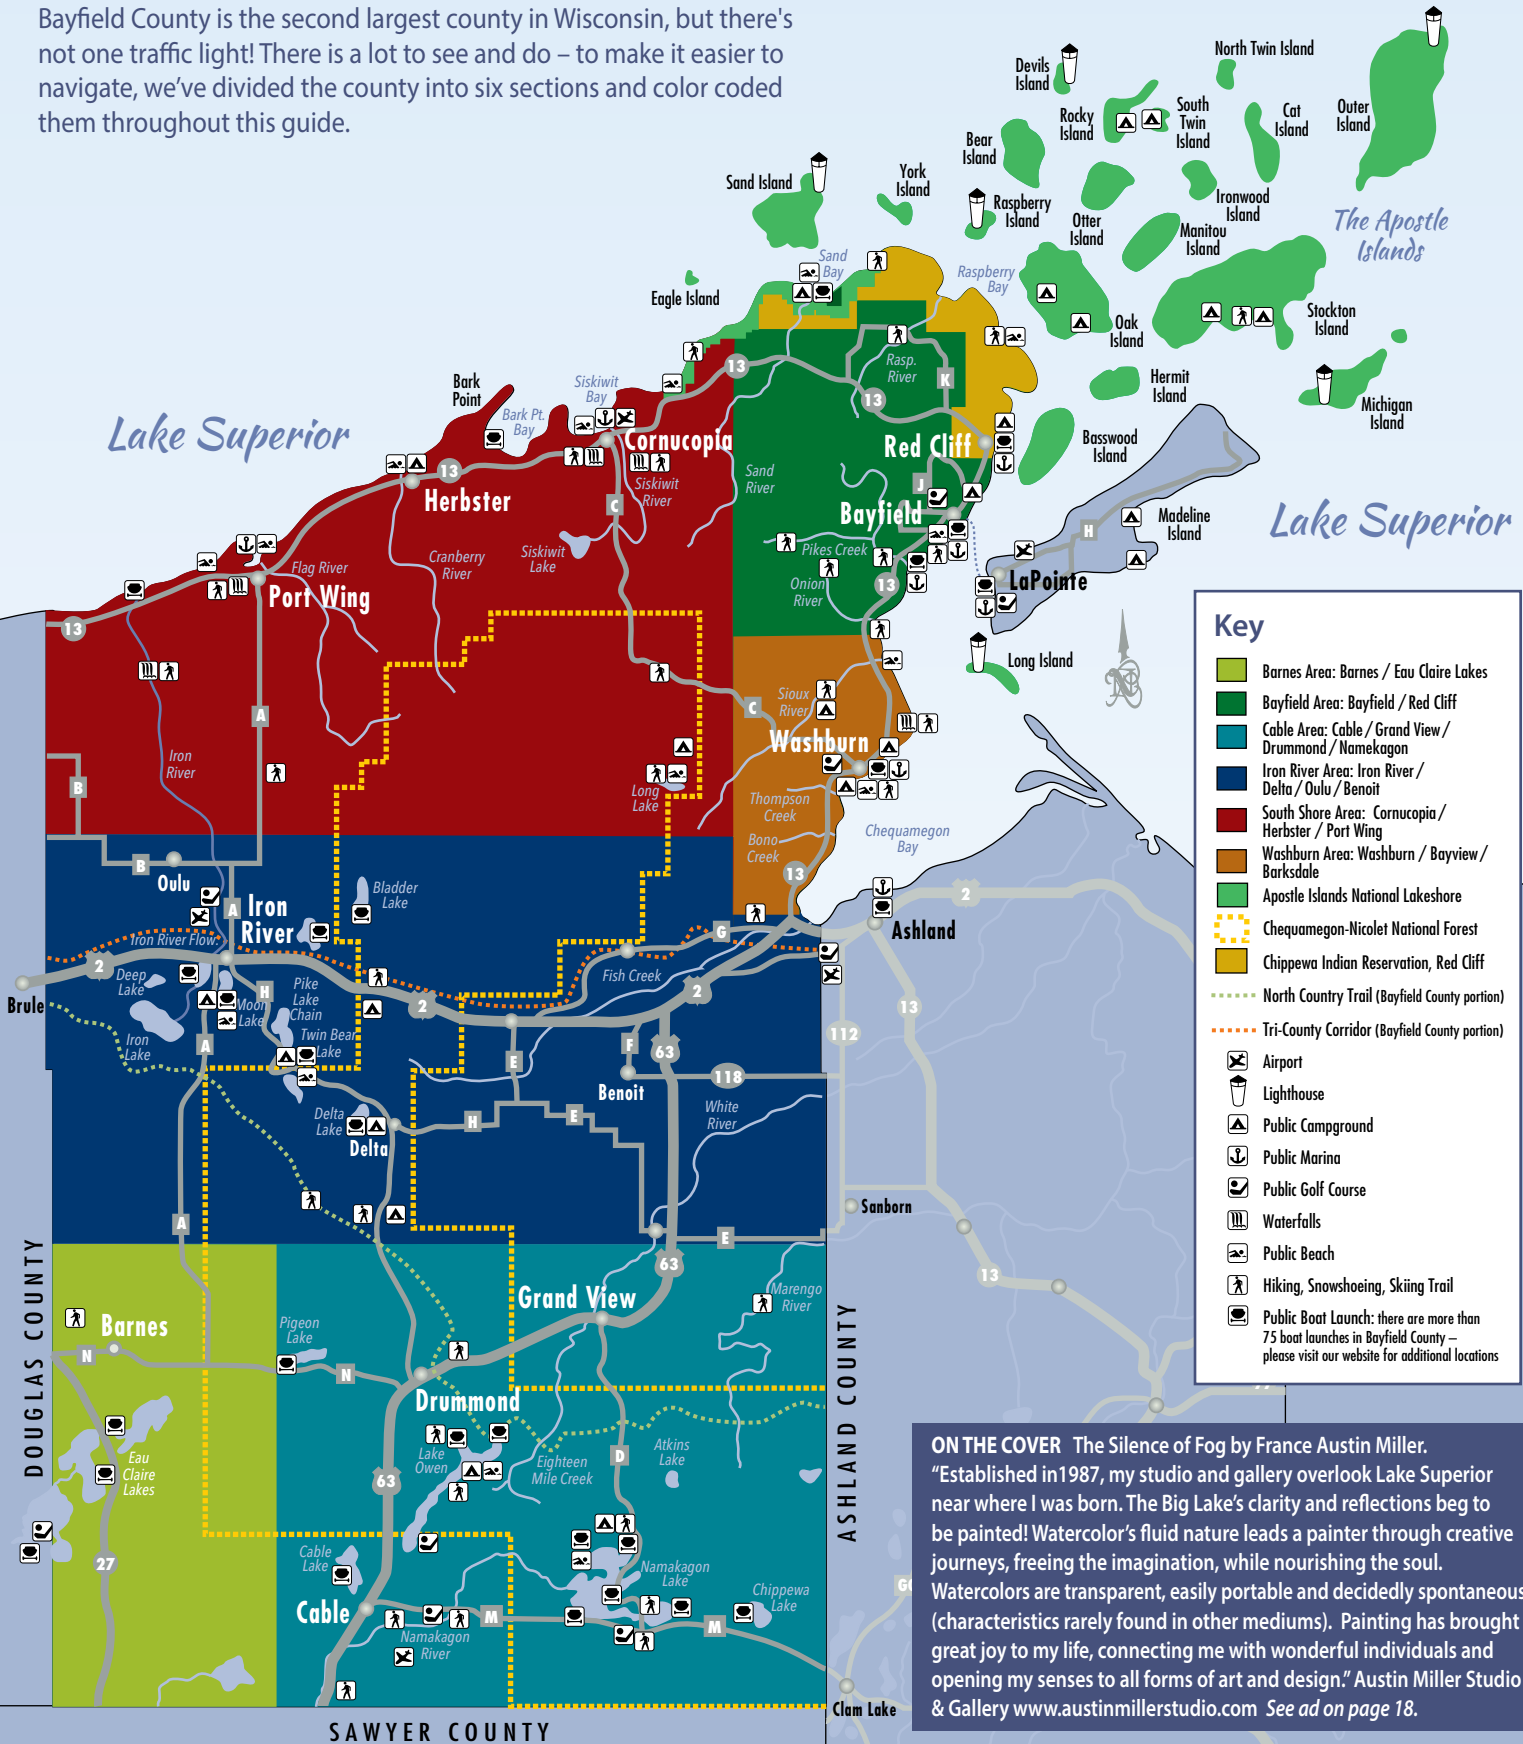 Bayfield County is the second largest county in Wisconsin, but there's
not one traffic light! There is a lot to see and do – to make it easier to
navigate, we've divided the county into six sections and color coded
them throughout this guide.
Devils
Island
North Twin Island
Rocky
Island
South
Twin
Island
Cat
Island
Outer
Island
Bear
Island
Sand Island
York
Island
Raspberry
Island
Otter
Island
Ironwood
Island
Manitou
Island
The Apostle
Islands
Sand
Bay
Raspberry
Bay
Eagle Island
Oak
Island
Stockton
Island
Rasp.
River
13
K
13
Hermit
Island
Michigan
Island
Bark
Point
Siskiwit
Bay
Bark Pt.
Bay
Lake Superior
Cornucopia
Red Cliff
Basswood
Island
13
Herbster
Siskiwit
River
Sand
River
J
C
Bayfield
Madeline
Island
Lake Superior
H
Siskiwit
Lake
Cranberry
River
Pikes Creek
Onion
River
13
LaPointe
Flag River
Port Wing
13
Long Island
N
Sioux
River
C
A
Washburn
Iron
River
B
Long
Lake
Thompson
Creek
Bono
Creek
Chequamegon
Bay
13
B
Oulu
A
Iron
River
Bladder
Lake
2
Ashland
G
Iron River Flow.
2
Deep
Lake
Fish Creek
Brule
H
Moon
Lake
Pike
Lake
Chain
2
2
13
Iron
Lake
A
Twin Bear
Lake
E
F
63
112
Benoit
118
Delta
Lake
Delta
H
E
White
River
Sanborn
A
E
63
13
Marengo
River
Grand View
Barnes
N
Pigeon
Lake
N
Drummond
Lake
Owen
Eighteen
Mile Creek
D
Atkins
Lake
Eau
Claire
Lakes
63
27
Cable
Lake
Cable
M
Namakagon
River
Namakagon
Lake
Chippewa
Lake
M
Clam Lake
DOUGLAS COUNTY
ASHLAND COUNTY
SAWYER COUNTY
Key
Barnes Area: Barnes / Eau Claire Lakes
Bayfield Area: Bayfield / Red Cliff
Cable Area: Cable / Grand View /
Drummond / Namekagon
Iron River Area: Iron River /
Delta / Oulu / Benoit
South Shore Area: Cornucopia /
Herbster / Port Wing
Washburn Area: Washburn / Bayview /
Barksdale
Apostle Islands National Lakeshore
Chequamegon-Nicolet National Forest
Chippewa Indian Reservation, Red Cliff
North Country Trail (Bayfield County portion)
Tri-County Corridor (Bayfield County portion)
Airport
Lighthouse
Public Campground
Public Marina
Public Golf Course
Waterfalls
Public Beach
Hiking, Snowshoeing, Skiing Trail
Public Boat Launch: there are more than
75 boat launches in Bayfield County –
please visit our website for additional locations
ON THE COVER The Silence of Fog by France Austin Miller.
“Established in1987, my studio and gallery overlook Lake Superior
near where I was born. The Big Lake's clarity and reflections beg to
be painted! Watercolor's fluid nature leads a painter through creative
journeys, freeing the imagination, while nourishing the soul.
Watercolors are transparent, easily portable and decidedly spontaneous
(characteristics rarely found in other mediums). Painting has brought
great joy to my life, connecting me with wonderful individuals and
opening my senses to all forms of art and design.” Austin Miller Studio
& Gallery www.austinmillerstudio.com See ad on page 18.